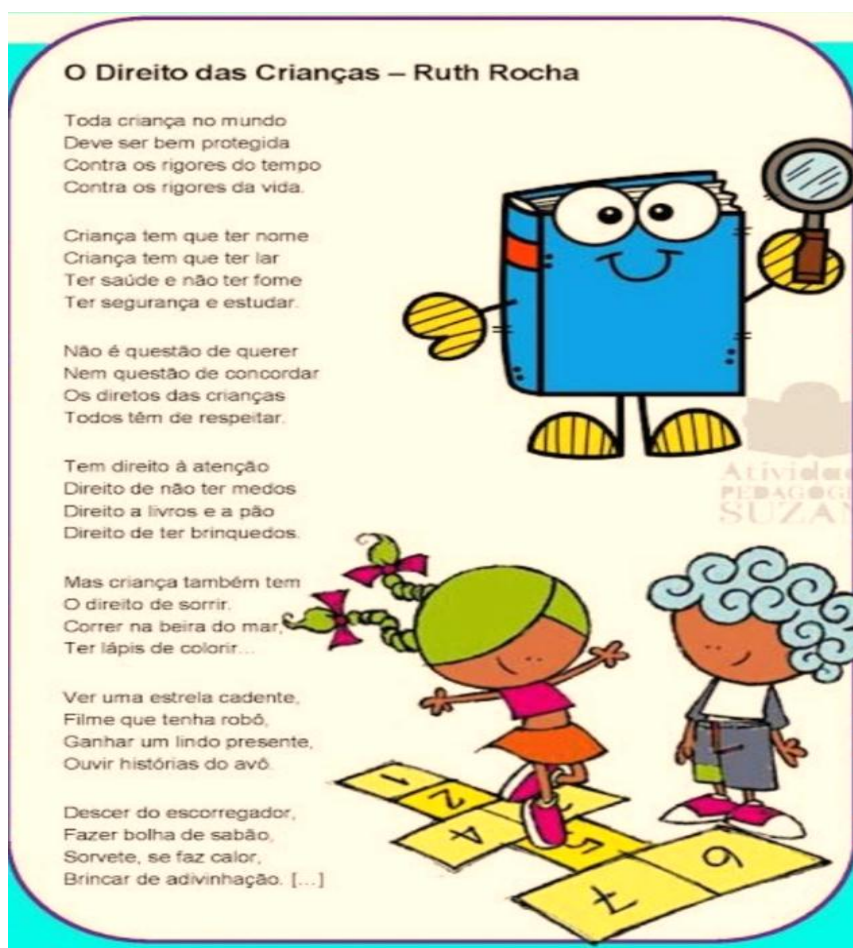 O Direito das Crianças – Ruth Rocha
Toda criança no mundo
Deve ser bem protegida
Contra os rigores do tempo
Contra os rigores da vida.
Criança tem que ter nome
Criança tem que ter lar
Ter saúde e não ter fome
Ter segurança e estudar.
Não é questão de querer
Nem questão de concordar
Os diretos das crianças
Todos têm de respeitar.
Tem direito à atenção
Direito de não ter medos
Direito a livros e a pão
Direito de ter brinquedos.
Mas criança também tem
O direito de sorrir.
Correr na beira do mar,
Ter lápis de colorir...
Ver uma estrela cadente,
Filme que tenha robô,
Ganhar um lindo presente,
Ouvir histórias do avô.
Descer do escorregador,
Fazer bolha de sabão,
Sorvete, se faz calor,
Brincar de adivinhação. [...]
1
2
4
5
7
6